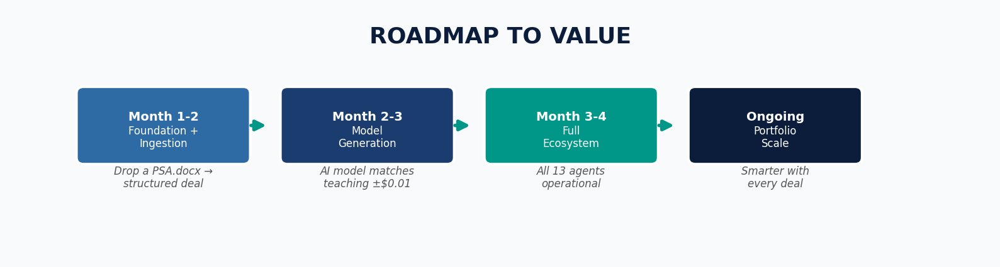 ROADMAP TO VALUE
Month 1-2
Foundation +
Ingestion
Drop a PSA.docx →
structured deal
Month 2-3
Model
Generation
AI model matches
teaching ±$0.01
Month 3-4
Full
Ecosystem
All 13 agents
operational
Ongoing
Portfolio
Scale
Smarter with
every deal